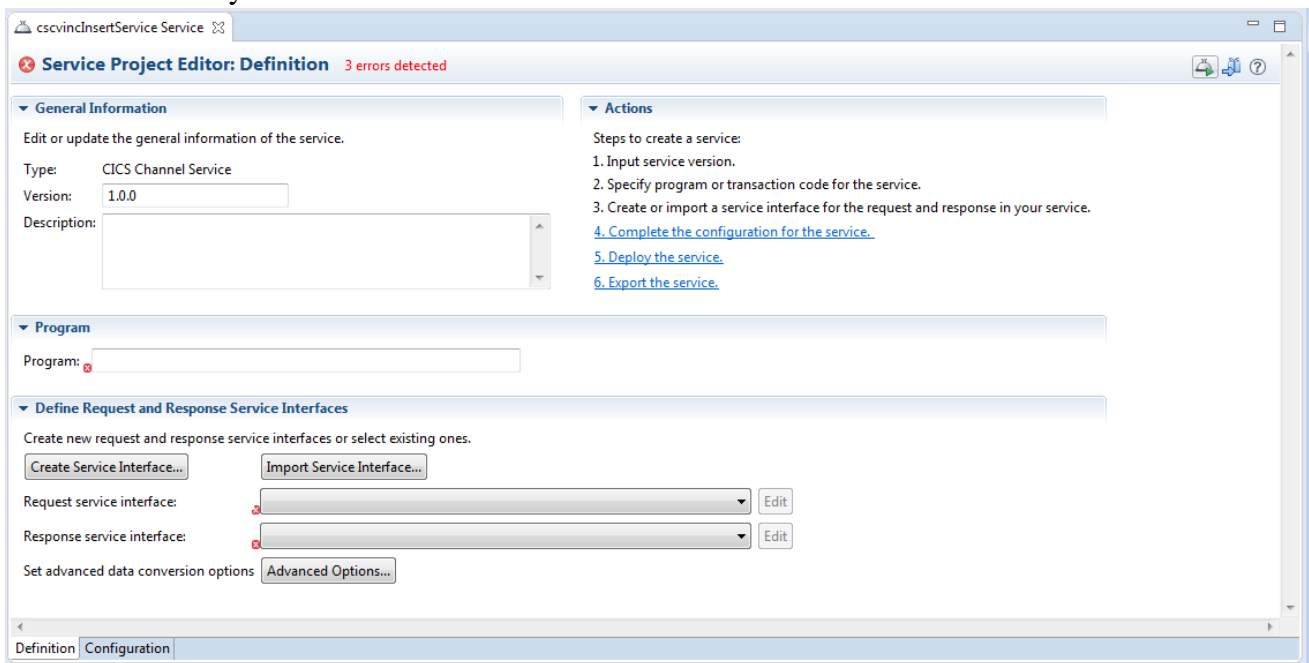 cscvincInsertService Service
Service Project Editor: Definition 3 errors detected
General Information
Edit or update the general information of the service.
Type: CICS Channel Service
Version: 1.0.0
Description:
Actions
Steps to create a service:
1. Input service version.
2. Specify program or transaction code for the service.
3. Create or import a service interface for the request and response in your service.
4. Complete the configuration for the service.
5. Deploy the service.
6. Export the service.
Program
Program:
Define Request and Response Service Interfaces
Create new request and response service interfaces or select existing ones.
Create Service Interface... Import Service Interface...
Request service interface: Edit
Response service interface: Edit
Set advanced data conversion options Advanced Options...
Definition Configuration